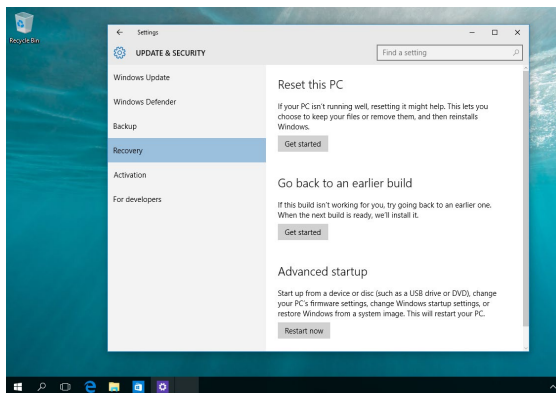 Recycle Bin
Settings
UPDATE & SECURITY
Find a setting
Windows Update
Windows Defender
Backup
Recovery
Activation
For developers
Reset this PC
If your PC isn't running well, resetting it might help. This lets you
choose to keep your files or remove them, and then reinstalls
Windows.
Get started
Go back to an earlier build
If this build isn't working for you, try going back to an earlier one.
When the next build is ready, we'll install it.
Get started
Advanced startup
Start up from a device or disc (such as a USB drive or DVD), change
your PC's firmware settings, change Windows startup settings, or
restore Windows from a system image. This will restart your PC.
Restart now